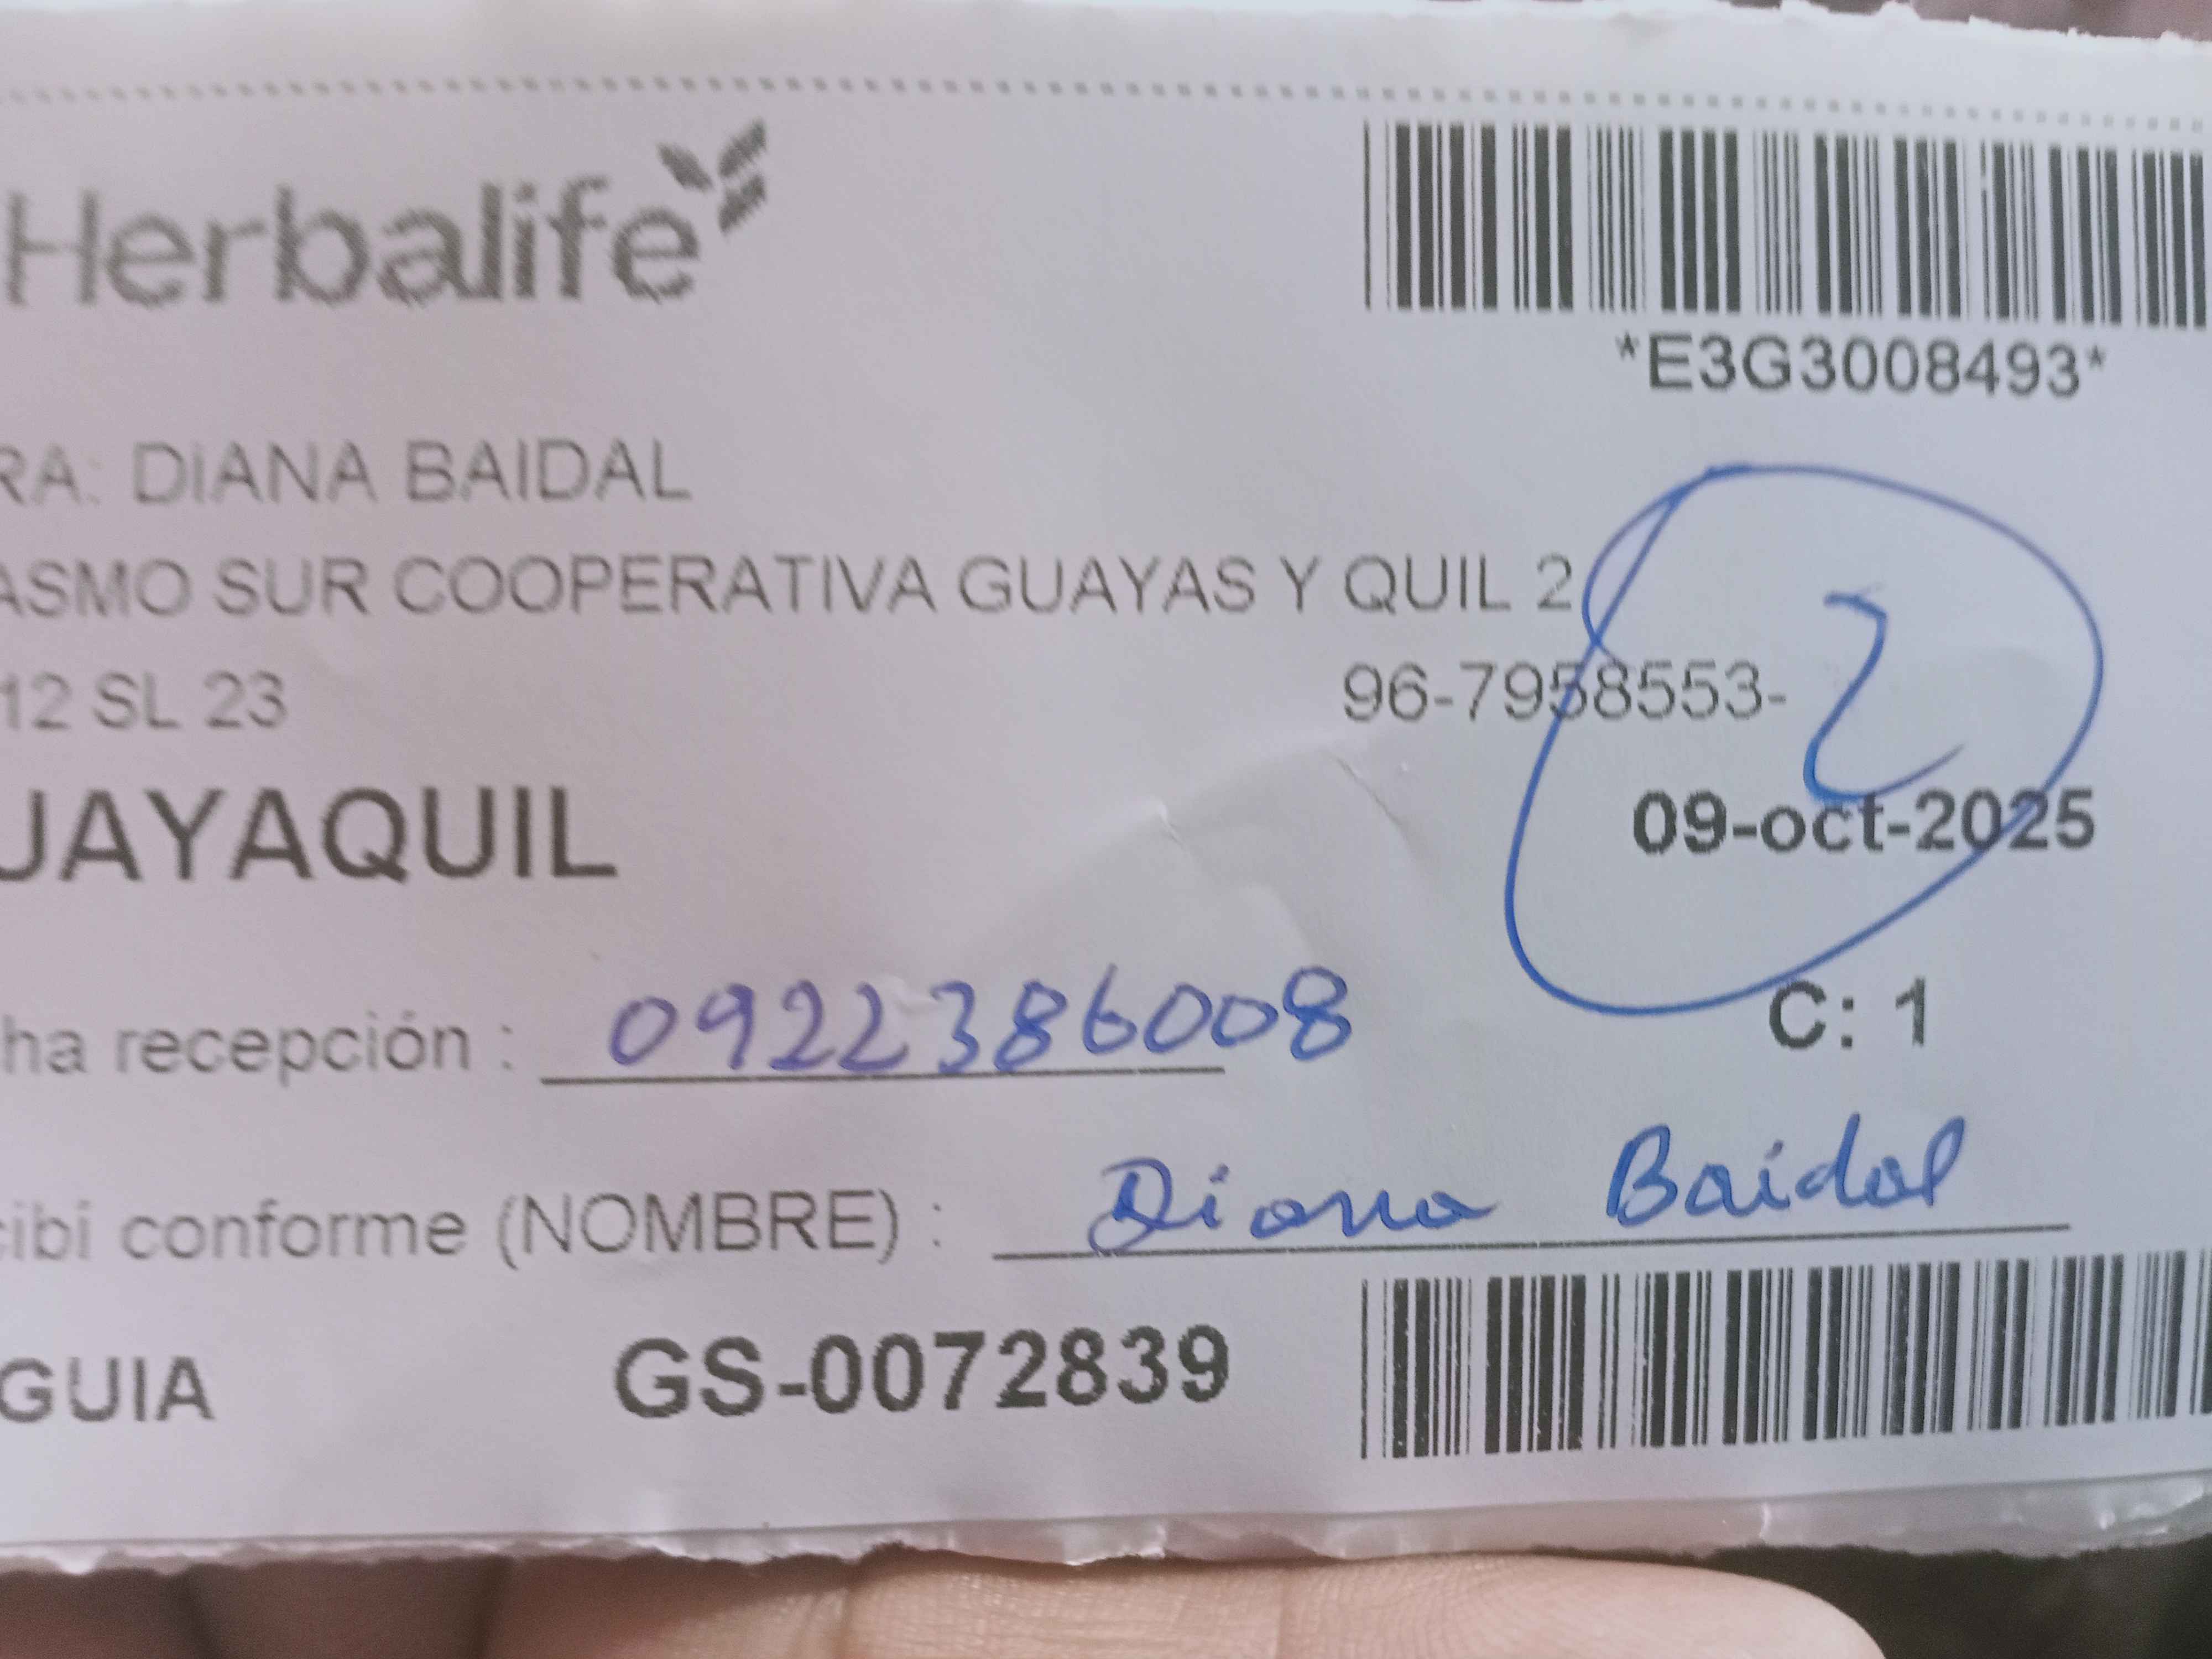 Herbalife
*E3G3008493*
RA: DIANA BAIDAL
ASMO SUR COOPERATIVA GUAYAS Y QUIL 2
12 SL 23 96-7958553-
2
UAYAQUIL 09-oct-2025
C: 1
ha recepción : 0922386008
cibi conforme (NOMBRE) : Diana Baidal
GUIA GS-0072839